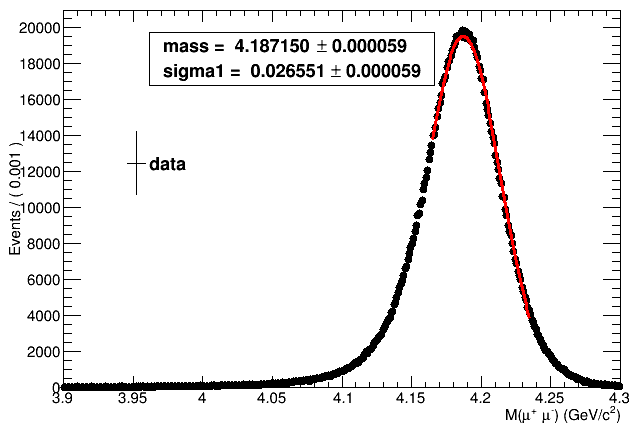 mass = 4.187150 ± 0.000059
sigma1 = 0.026551 ± 0.000059
data
Events / ( 0.001 )
20000
18000
16000
14000
12000
10000
8000
6000
4000
2000
0
3.9 3.95 4 4.05 4.1 4.15 4.2 4.25 4.3
M(μ⁺ μ⁻) (GeV/c²)